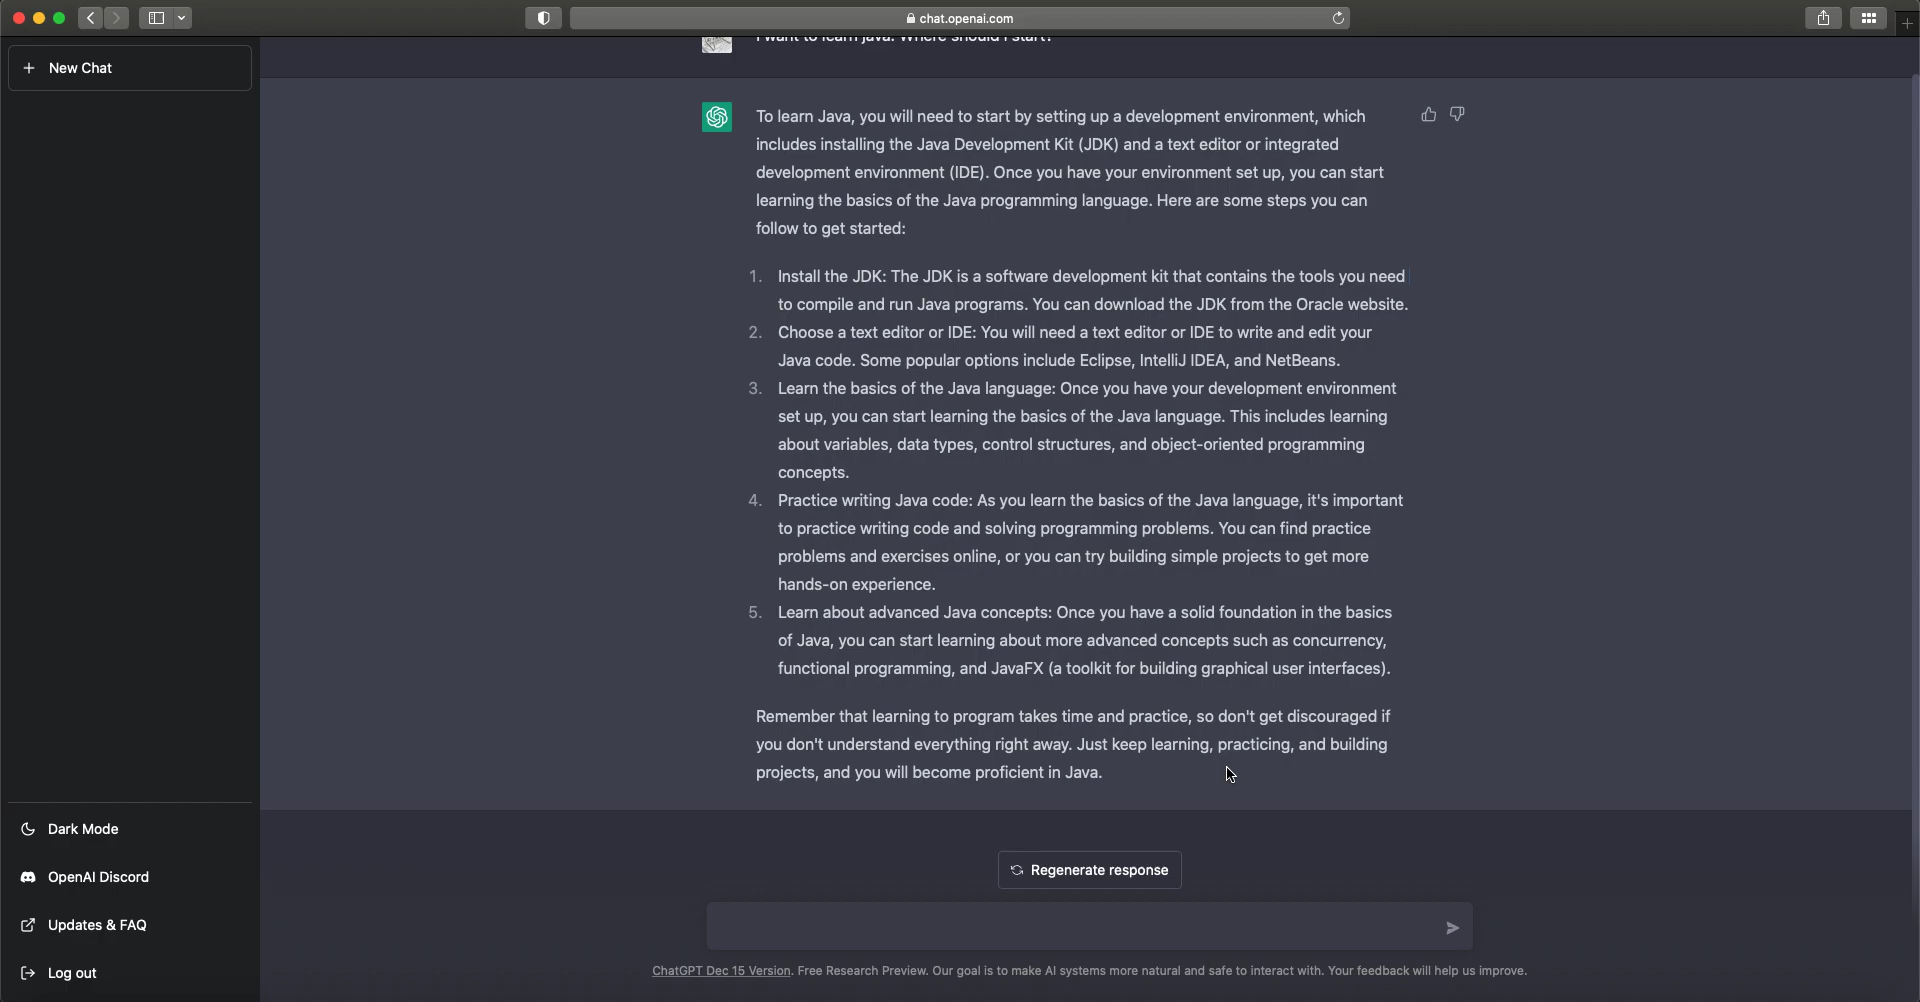 chat.openai.com
New Chat
I want to learn java. Where should I start?
To learn Java, you will need to start by setting up a development environment, which
includes installing the Java Development Kit (JDK) and a text editor or integrated
development environment (IDE). Once you have your environment set up, you can start
learning the basics of the Java programming language. Here are some steps you can
follow to get started:
1. Install the JDK: The JDK is a software development kit that contains the tools you need
to compile and run Java programs. You can download the JDK from the Oracle website.
2. Choose a text editor or IDE: You will need a text editor or IDE to write and edit your
Java code. Some popular options include Eclipse, IntelliJ IDEA, and NetBeans.
3. Learn the basics of the Java language: Once you have your development environment
set up, you can start learning the basics of the Java language. This includes learning
about variables, data types, control structures, and object-oriented programming
concepts.
4. Practice writing Java code: As you learn the basics of the Java language, it's important
to practice writing code and solving programming problems. You can find practice
problems and exercises online, or you can try building simple projects to get more
hands-on experience.
5. Learn about advanced Java concepts: Once you have a solid foundation in the basics
of Java, you can start learning about more advanced concepts such as concurrency,
functional programming, and JavaFX (a toolkit for building graphical user interfaces).
Remember that learning to program takes time and practice, so don't get discouraged if
you don't understand everything right away. Just keep learning, practicing, and building
projects, and you will become proficient in Java.
Dark Mode
OpenAI Discord
Updates & FAQ
Log out
Regenerate response
ChatGPT Dec 15 Version. Free Research Preview. Our goal is to make AI systems more natural and safe to interact with. Your feedback will help us improve.